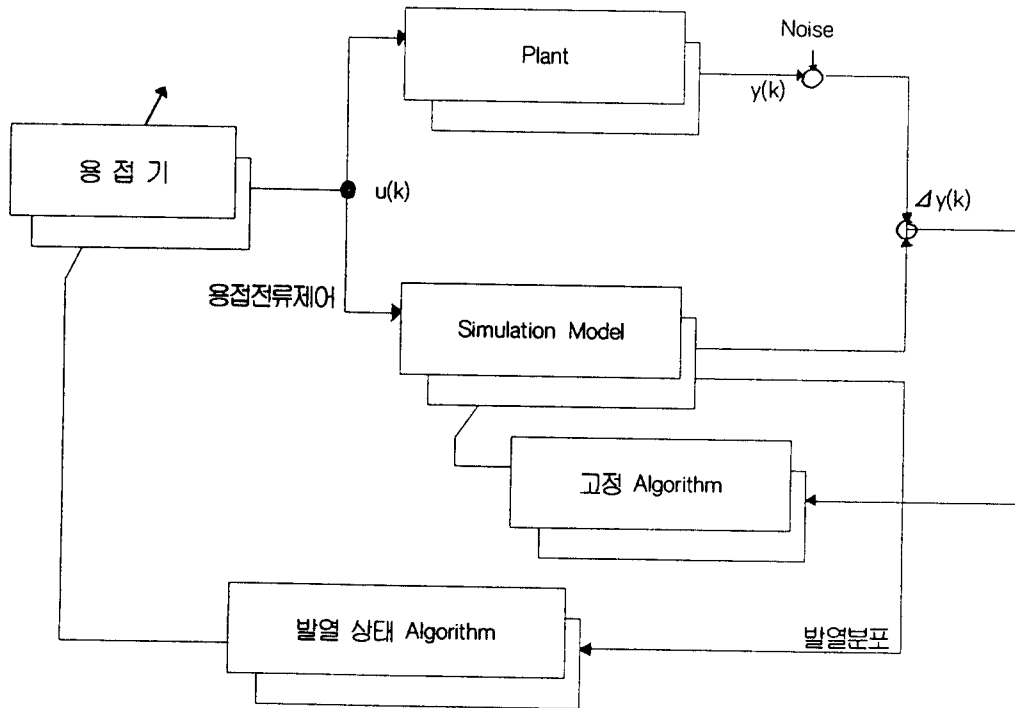 Noise
Plant
y(k)
용 접 기
u(k)
⊿y(k)
용접전류제어
Simulation Model
고정 Algorithm
발열 상태 Algorithm
발열분포